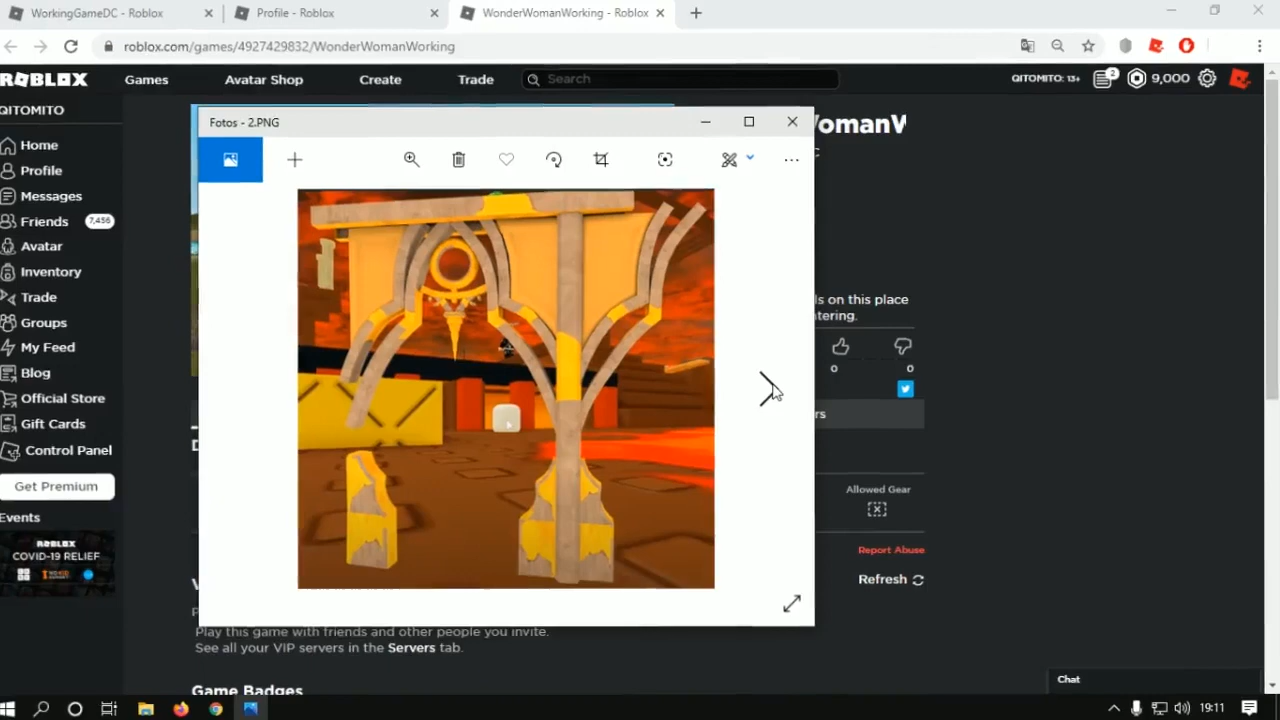 WorkingGameDC - Roblox
Profile - Roblox
WonderWomanWorking - Roblox
roblox.com/games/4927429832/WonderWomanWorking
ROBLOX
Games
Avatar Shop
Create
Trade
Search
QITOMITO: 13+
2
9,000
QITOMITO
Home
Profile
Messages
Friends
7,456
Avatar
Inventory
Trade
Groups
My Feed
Blog
Official Store
Gift Cards
Control Panel
Get Premium
Events
ROBLOX
COVID-19 RELIEF
Fotos - 2.PNG
omanW
ls on this place
tering.
0
0
rs
Allowed Gear
Report Abuse
Refresh
Play this game with friends and other people you invite.
See all your VIP servers in the Servers tab.
Game Badges
Chat
19:11